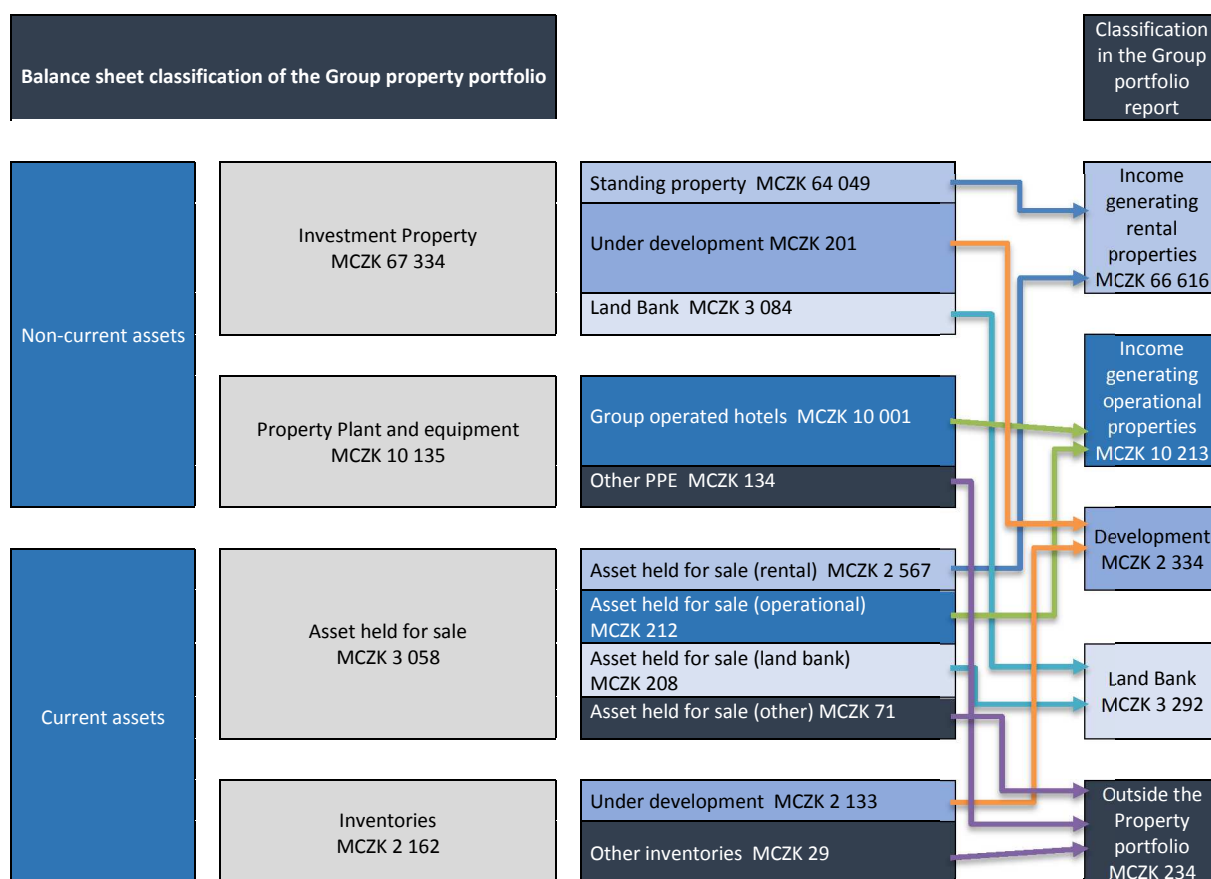 Balance sheet classification of the Group property portfolio
Classification
in the Group
portfolio
report
Non-current assets
Investment Property
MCZK 67 334
Standing property MCZK 64 049
Under development MCZK 201
Land Bank MCZK 3 084
Income
generating
rental
properties
MCZK 66 616
Property Plant and equipment
MCZK 10 135
Group operated hotels MCZK 10 001
Other PPE MCZK 134
Income
generating
operational
properties
MCZK 10 213
Development
MCZK 2 334
Current assets
Asset held for sale
MCZK 3 058
Asset held for sale (rental) MCZK 2 567
Asset held for sale (operational)
MCZK 212
Asset held for sale (land bank)
MCZK 208
Asset held for sale (other) MCZK 71
Land Bank
MCZK 3 292
Inventories
MCZK 2 162
Under development MCZK 2 133
Other inventories MCZK 29
Outside the
Property
portfolio
MCZK 234